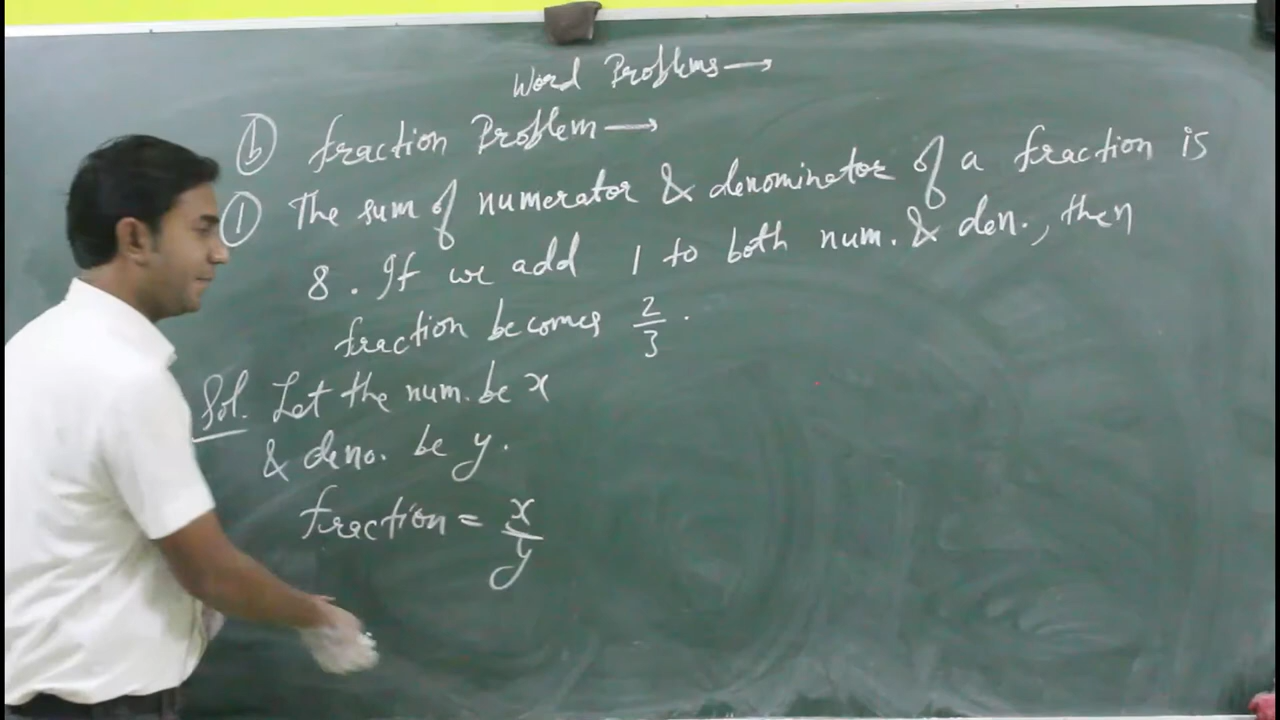 Word Problems →
(b) fraction Problem →
(1) The sum of numerator & denominator of a fraction is
8. If we add 1 to both num. & den., then
fraction becomes 2/3.
Sol. Let the num. be x
& deno. be y.
fraction = x/y